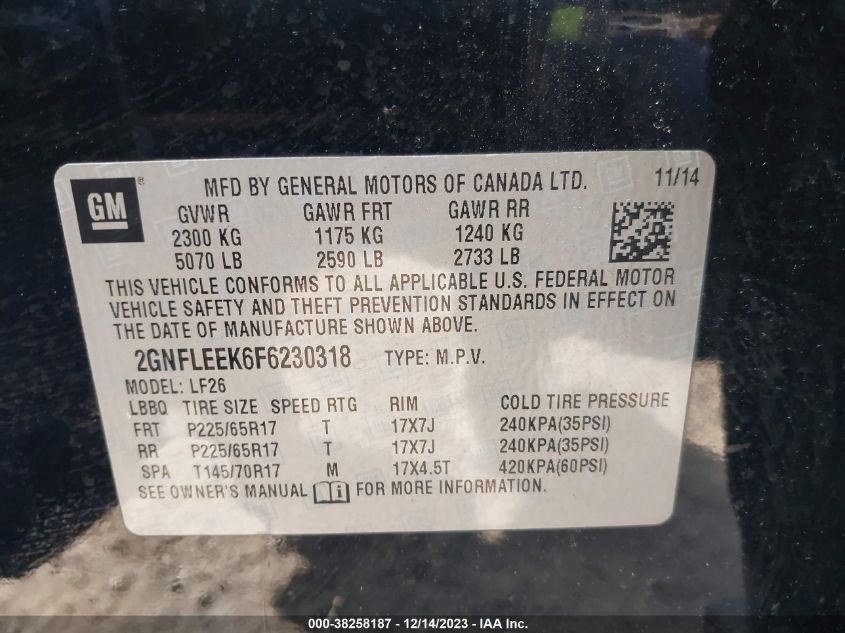 GM ® MFD BY GENERAL MOTORS OF CANADA LTD. 11/14
GVWR GAWR FRT GAWR RR
2300 KG 1175 KG 1240 KG
5070 LB 2590 LB 2733 LB
THIS VEHICLE CONFORMS TO ALL APPLICABLE U.S. FEDERAL MOTOR
VEHICLE SAFETY AND THEFT PREVENTION STANDARDS IN EFFECT ON
THE DATE OF MANUFACTURE SHOWN ABOVE.
2GNFLEEK6F6230318 TYPE: M.P.V.
MODEL: LF26
LBBQ TIRE SIZE SPEED RTG RIM COLD TIRE PRESSURE
FRT P225/65R17 T 17X7J 240KPA(35PSI)
RR P225/65R17 T 17X7J 240KPA(35PSI)
SPA T145/70R17 M 17X4.5T 420KPA(60PSI)
SEE OWNER'S MANUAL i FOR MORE INFORMATION.
000-38258187 - 12/14/2023 - IAA Inc.